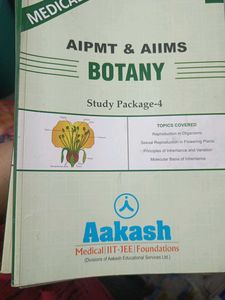 MEDICAL
AIPMT & AIIMS
BOTANY
Study Package-4
TOPICS COVERED
Reproduction in Organisms
Sexual Reproduction in Flowering Plants
Principles of Inheritance and Variation
Molecular Basis of Inheritance
Aakash
Medical|IIT-JEE|Foundations
(Divisions of Aakash Educational Services Ltd.)